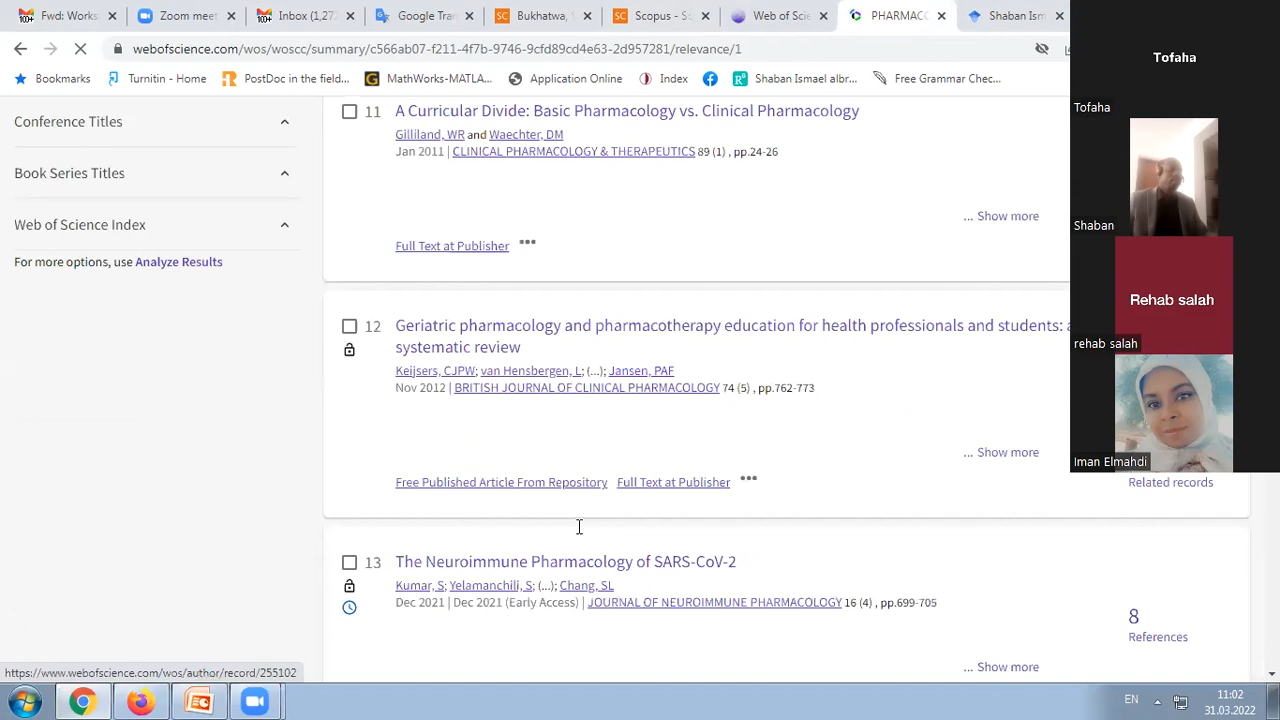 Fwd: Works
Zoom meet
Inbox (1,27
Google Tra
Bukhatwa,
Scopus - Sc
Web of Scie
PHARMACC
Shaban Ism
webofscience.com/wos/woscc/summary/c566ab07-f211-4f7b-9746-9cfd89cd4e63-2d957281/relevance/1
Bookmarks
Turnitin - Home
PostDoc in the field...
MathWorks-MATLA...
Application Online
Index
Shaban Ismael albr...
Free Grammar Chec...
Conference Titles
Book Series Titles
Web of Science Index
For more options, use Analyze Results
11 A Curricular Divide: Basic Pharmacology vs. Clinical Pharmacology
Gilliland, WR and Waechter, DM
Jan 2011 | CLINICAL PHARMACOLOGY & THERAPEUTICS 89 (1) , pp.24-26
... Show more
Full Text at Publisher •••
12 Geriatric pharmacology and pharmacotherapy education for health professionals and students: a
systematic review
Keijsers, CJPW; van Hensbergen, L; (...); Jansen, PAF
Nov 2012 | BRITISH JOURNAL OF CLINICAL PHARMACOLOGY 74 (5) , pp.762-773
... Show more
Free Published Article From Repository Full Text at Publisher •••
Related records
13 The Neuroimmune Pharmacology of SARS-CoV-2
Kumar, S; Yelamanchili, S; (...); Chang, SL
Dec 2021 | Dec 2021 (Early Access) | JOURNAL OF NEUROIMMUNE PHARMACOLOGY 16 (4) , pp.699-705
8
References
... Show more
https://www.webofscience.com/wos/author/record/255102
Tofaha
Tofaha
Shaban
Rehab salah
rehab salah
Iman Elmahdi
EN
11:02
31.03.2022